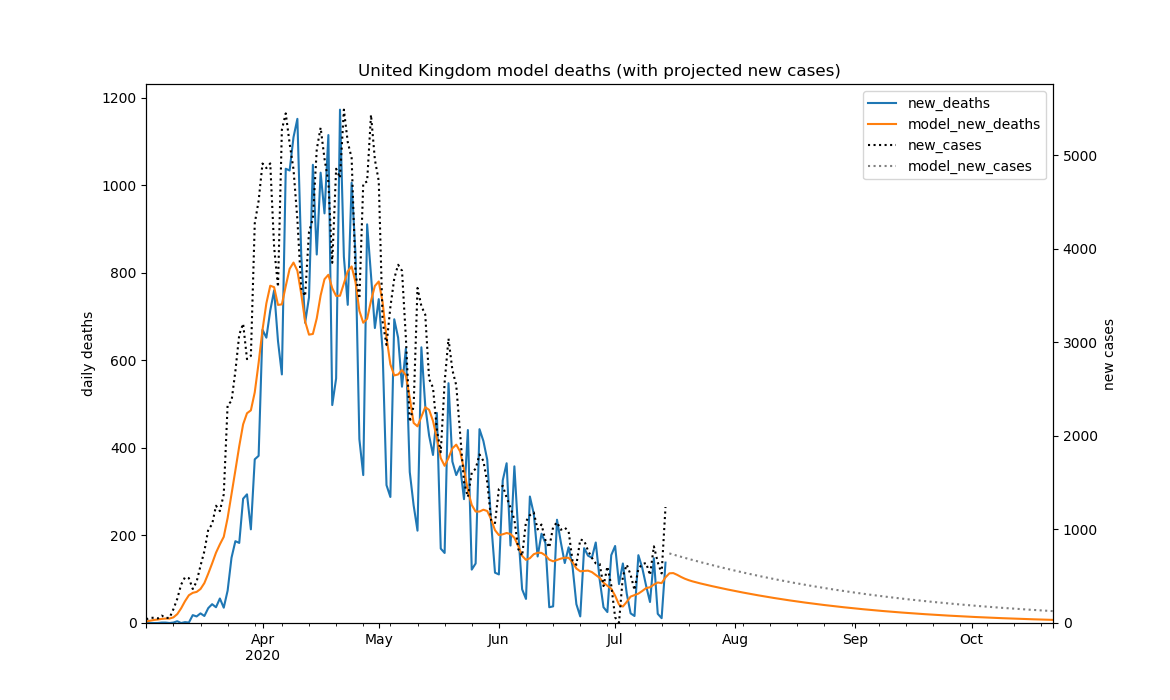 United Kingdom model deaths (with projected new cases)
new_deaths
model_new_deaths
new_cases
model_new_cases
1200
1000
800
600
400
200
0
daily deaths
5000
4000
3000
2000
1000
0
new cases
Apr
2020
May
Jun
Jul
Aug
Sep
Oct